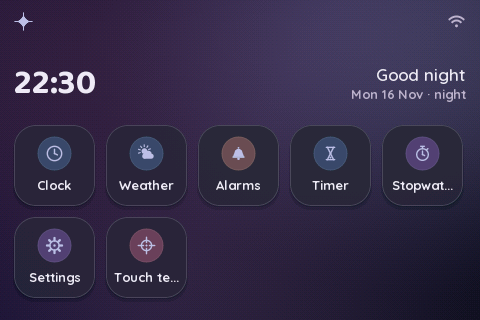 22:30
Good night
Mon 16 Nov · night
Clock
Weather
Alarms
Timer
Stopwat...
Settings
Touch te...